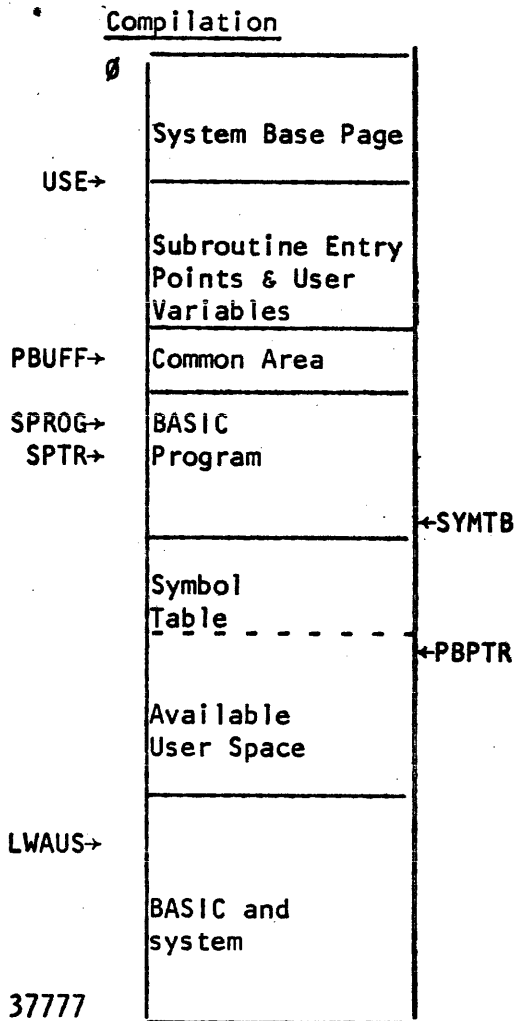 Compilation
Ø
System Base Page
USE→
Subroutine Entry
Points & User
Variables
PBUFF→ Common Area
SPROG→ BASIC
SPTR→ Program
←SYMTB
Symbol
Table
←PBPTR
Available
User Space
LWAUS→
BASIC and
system
37777